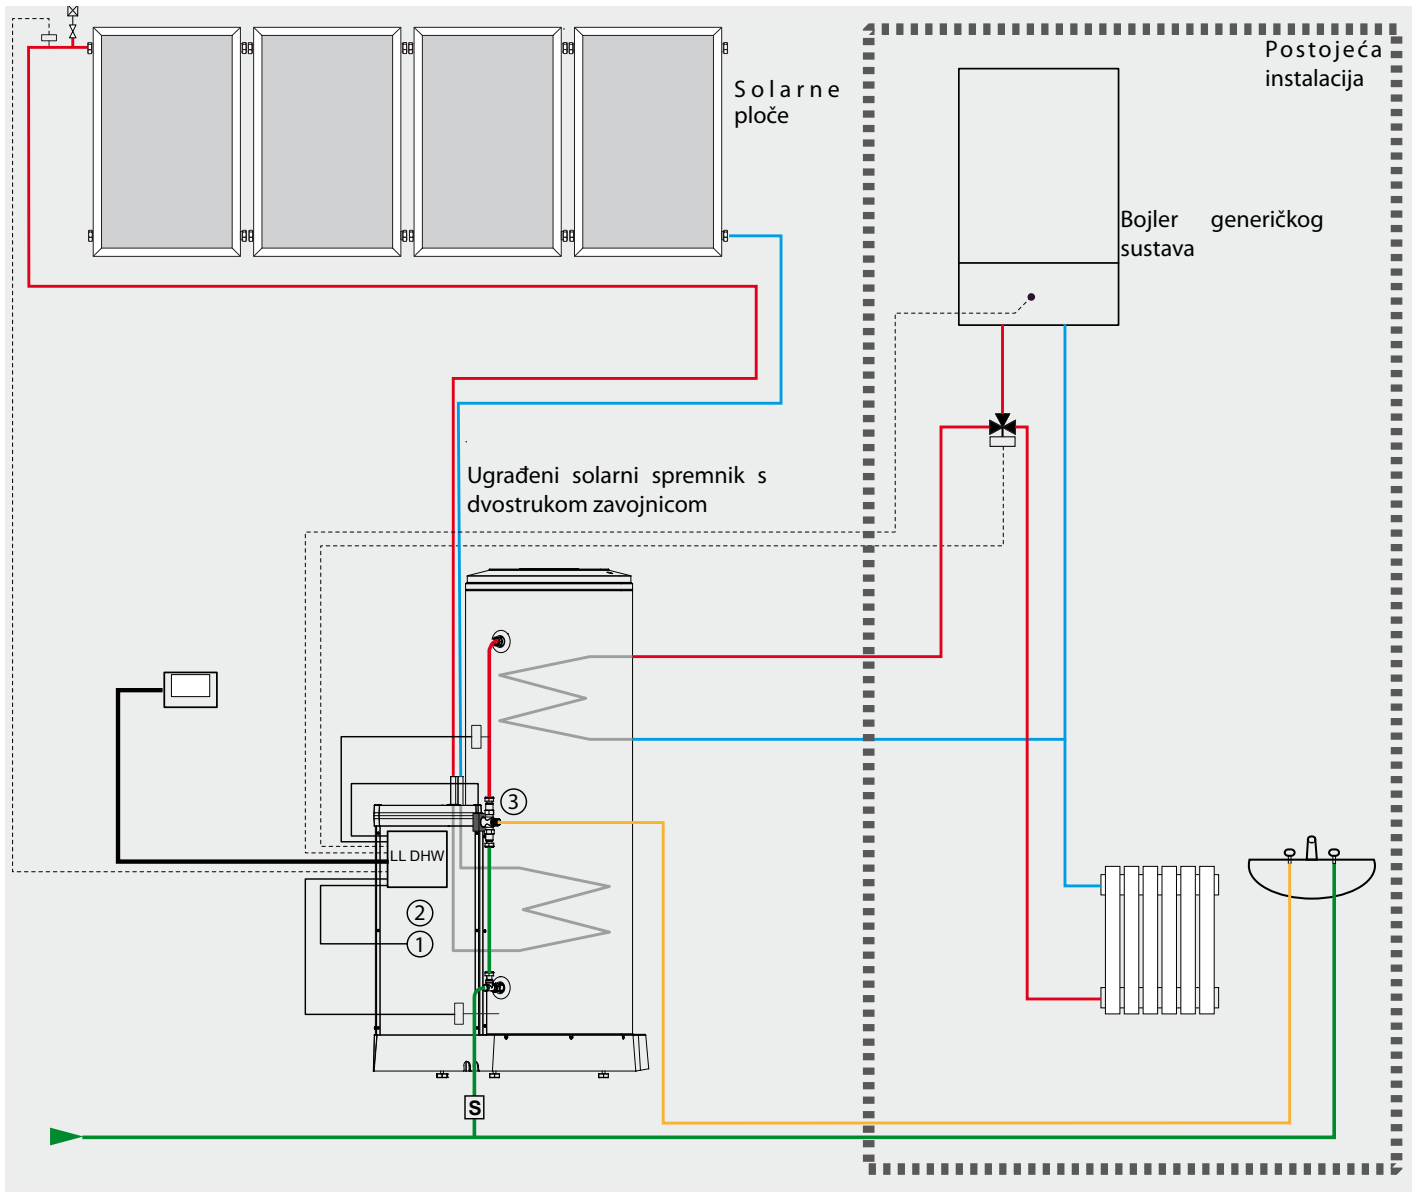 Postojeća
instalacija
Solarne
ploče
Bojler generičkog
sustava
Ugrađeni solarni spremnik s
dvostrukom zavojnicom
3
LL DHW
2
1
S